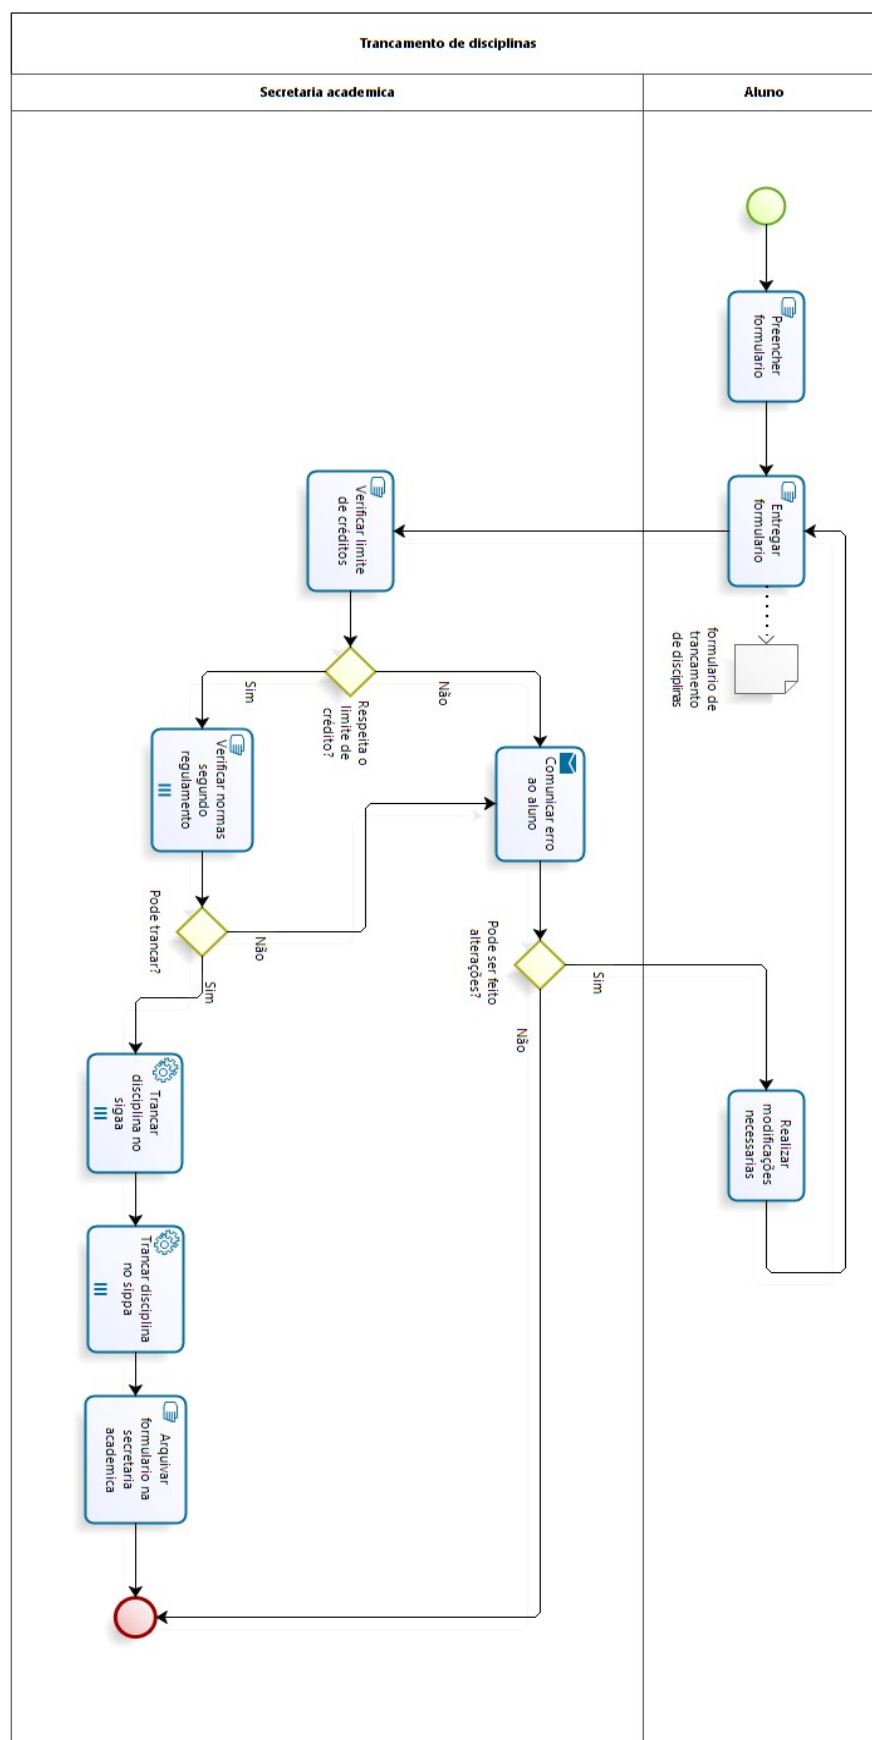 Trancamento de disciplinas
Secretaria academica
Aluno
Preencher
formulario
Entregar
formulario
formulario de
trancamento
de disciplinas
Verificar limite
de créditos
Respeita o
limite de
crédito?
Não
Sim
Verificar normas
segundo
regulamento
Comunicar erro
ao aluno
Pode trancar?
Não
Sim
Pode ser feito
alterações?
Sim
Não
Realizar
modificações
necessarias
Trancar
disciplina no
sigaa
Trancar disciplina
no sippa
Arquivar
formulario na
secretaria
academica